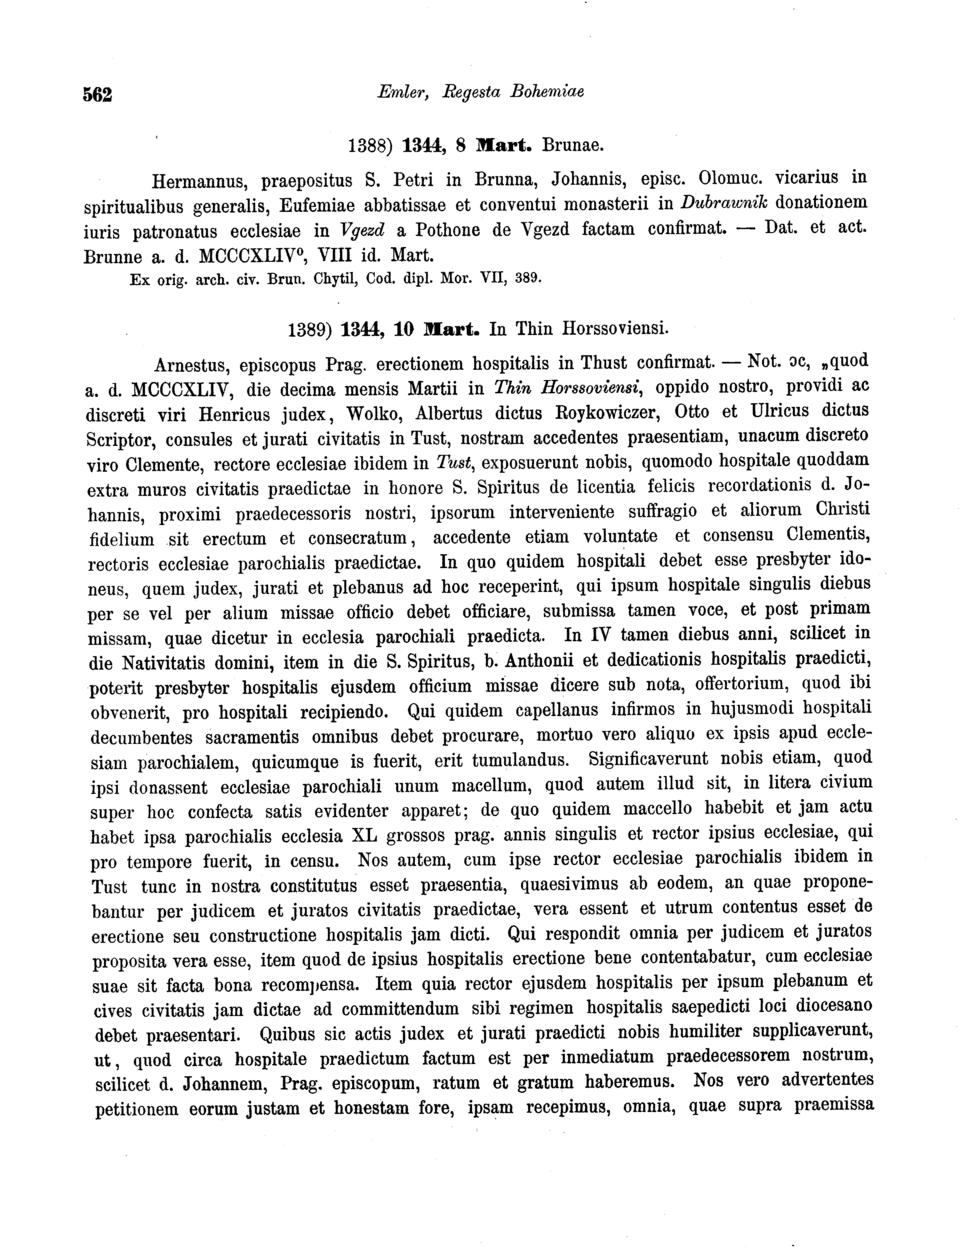 562
Emler, Regesta Bohemiae
1388) 1344, 8 Mart. Brunae.
Hermannus, praepositus S. Petri in Brunna, Johannis, episc. Olomuc. vicarius in
spiritualibus generalis, Eufemiae abbatissae et conventui monasterii in Dubrawnik donationem
iuris patronatus ecclesiae in Vgezd a Pothone de Vgezd factam confirmat. — Dat. et act.
Brunne a. d. MCCCXLIV⁰, VIII id. Mart.
Ex orig. arch. civ. Brun. Chytil, Cod. dipl. Mor. VII, 389.
1389) 1344, 10 Mart. In Thin Horssoviensi.
Arnestus, episcopus Prag. erectionem hospitalis in Thust confirmat. — Not. ɔc, „quod
a. d. MCCCXLIV, die decima mensis Martii in Thin Horssoviensi, oppido nostro, providi ac
discreti viri Henricus judex, Wolko, Albertus dictus Roykowiczer, Otto et Ulricus dictus
Scriptor, consules et jurati civitatis in Tust, nostram accedentes praesentiam, unacum discreto
viro Clemente, rectore ecclesiae ibidem in Tust, exposuerunt nobis, quomodo hospitale quoddam
extra muros civitatis praedictae in honore S. Spiritus de licentia felicis recordationis d. Jo-
hannis, proximi praedecessoris nostri, ipsorum interveniente suffragio et aliorum Christi
fidelium sit erectum et consecratum, accedente etiam voluntate et consensu Clementis,
rectoris ecclesiae parochialis praedictae. In quo quidem hospitali debet esse presbyter ido-
neus, quem judex, jurati et plebanus ad hoc receperint, qui ipsum hospitale singulis diebus
per se vel per alium missae officio debet officiare, submissa tamen voce, et post primam
missam, quae dicetur in ecclesia parochiali praedicta. In IV tamen diebus anni, scilicet in
die Nativitatis domini, item in die S. Spiritus, b. Anthonii et dedicationis hospitalis praedicti,
poterit presbyter hospitalis ejusdem officium missae dicere sub nota, offertorium, quod ibi
obvenerit, pro hospitali recipiendo. Qui quidem capellanus infirmos in hujusmodi hospitali
decumbentes sacramentis omnibus debet procurare, mortuo vero aliquo ex ipsis apud eccle-
siam parochialem, quicumque is fuerit, erit tumulandus. Significaverunt nobis etiam, quod
ipsi donassent ecclesiae parochiali unum macellum, quod autem illud sit, in litera civium
super hoc confecta satis evidenter apparet; de quo quidem maccello habebit et jam actu
habet ipsa parochialis ecclesia XL grossos prag. annis singulis et rector ipsius ecclesiae, qui
pro tempore fuerit, in censu. Nos autem, cum ipse rector ecclesiae parochialis ibidem in
Tust tunc in nostra constitutus esset praesentia, quaesivimus ab eodem, an quae propone-
bantur per judicem et juratos civitatis praedictae, vera essent et utrum contentus esset de
erectione seu constructione hospitalis jam dicti. Qui respondit omnia per judicem et juratos
proposita vera esse, item quod de ipsius hospitalis erectione bene contentabatur, cum ecclesiae
suae sit facta bona recompensa. Item quia rector ejusdem hospitalis per ipsum plebanum et
cives civitatis jam dictae ad committendum sibi regimen hospitalis saepedicti loci diocesano
debet praesentari. Quibus sic actis judex et jurati praedicti nobis humiliter supplicaverunt,
ut, quod circa hospitale praedictum factum est per inmediatum praedecessorem nostrum,
scilicet d. Johannem, Prag. episcopum, ratum et gratum haberemus. Nos vero advertentes
petitionem eorum justam et honestam fore, ipsam recepimus, omnia, quae supra praemissa